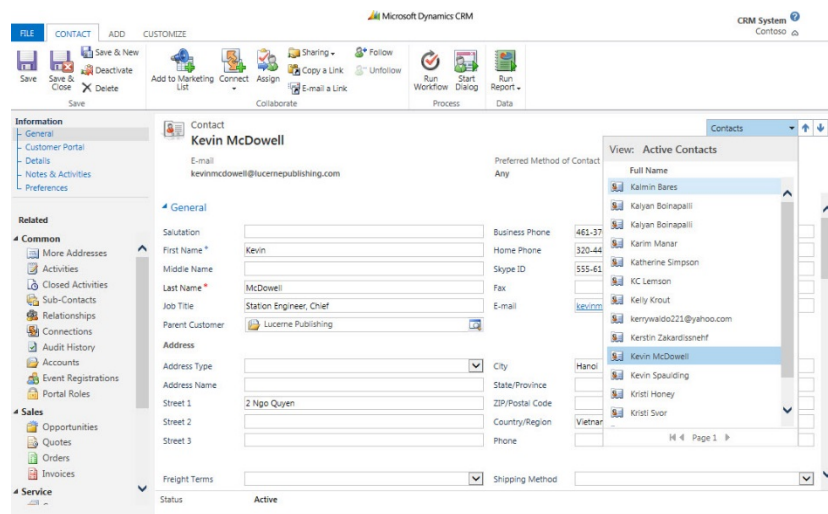 Microsoft Dynamics CRM
CRM System
Contoso
FILE CONTACT ADD CUSTOMIZE
Save
Save & Close
Save & New
Deactivate
Delete
Save
Add to Marketing List
Connect
Assign
Sharing
Copy a Link
E-mail a Link
Follow
Unfollow
Collaborate
Run Workflow
Start Dialog
Process
Run Report
Data
Information
General
Customer Portal
Details
Notes & Activities
Preferences
Related
Common
More Addresses
Activities
Closed Activities
Sub-Contacts
Relationships
Connections
Audit History
Accounts
Event Registrations
Portal Roles
Sales
Opportunities
Quotes
Orders
Invoices
Service
Contact
Kevin McDowell
E-mail
kevinmcdowell@lucernepublishing.com
Preferred Method of Contact
Any
General
Salutation
First Name * Kevin
Middle Name
Last Name * McDowell
Job Title Station Engineer, Chief
Parent Customer Lucerne Publishing
Business Phone 461-37
Home Phone 320-44
Skype ID 555-61
Fax
E-mail kevinm
Address
Address Type
Address Name
Street 1 2 Ngo Quyen
Street 2
Street 3
City Hanoi
State/Province
ZIP/Postal Code
Country/Region Vietnar
Phone
Freight Terms
Shipping Method
Status Active
Contacts
View: Active Contacts
Full Name
Kalmin Bares
Kalyan Boinapalli
Kalyan Boinapalli
Karim Manar
Katherine Simpson
KC Lemson
Kelly Krout
kerrywaldo221@yahoo.com
Kerstin Zakardissnehf
Kevin McDowell
Kevin Spaulding
Kristi Honey
Kristi Svor
Page 1